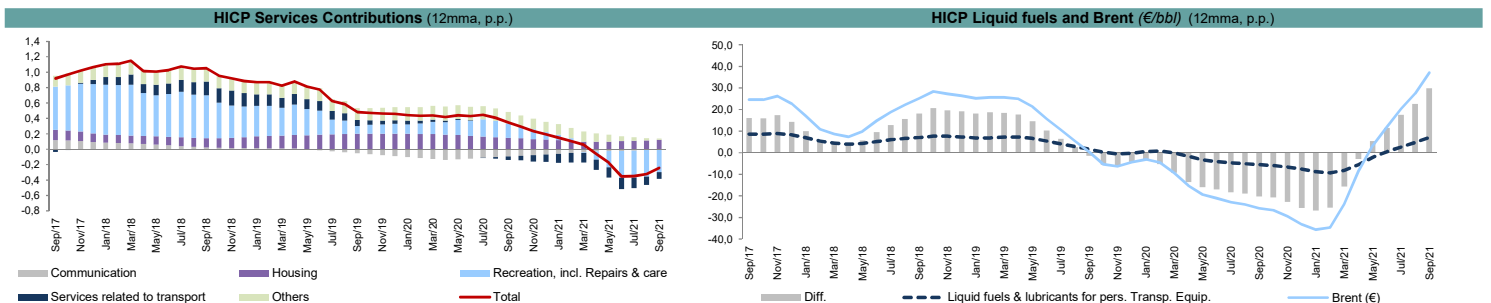 HICP Services Contributions (12mma, p.p.)
1,4
1,2
1,0
0,8
0,6
0,4
0,2
0,0
-0,2
-0,4
-0,6
-0,8
Sep/17
Nov/17
Jan/18
Mar/18
May/18
Jul/18
Sep/18
Nov/18
Jan/19
Mar/19
May/19
Jul/19
Sep/19
Nov/19
Jan/20
Mar/20
May/20
Jul/20
Sep/20
Nov/20
Jan/21
Mar/21
May/21
Jul/21
Sep/21
Communication
Housing
Recreation, incl. Repairs & care
Services related to transport
Others
Total
HICP Liquid fuels and Brent (€/bbl) (12mma, p.p.)
50,0
40,0
30,0
20,0
10,0
0,0
-10,0
-20,0
-30,0
-40,0
Sep/17
Nov/17
Jan/18
Mar/18
May/18
Jul/18
Sep/18
Nov/18
Jan/19
Mar/19
May/19
Jul/19
Sep/19
Nov/19
Jan/20
Mar/20
May/20
Jul/20
Sep/20
Nov/20
Jan/21
Mar/21
May/21
Jul/21
Sep/21
Diff.
Liquid fuels & lubricants for pers. Transp. Equip.
Brent (€)